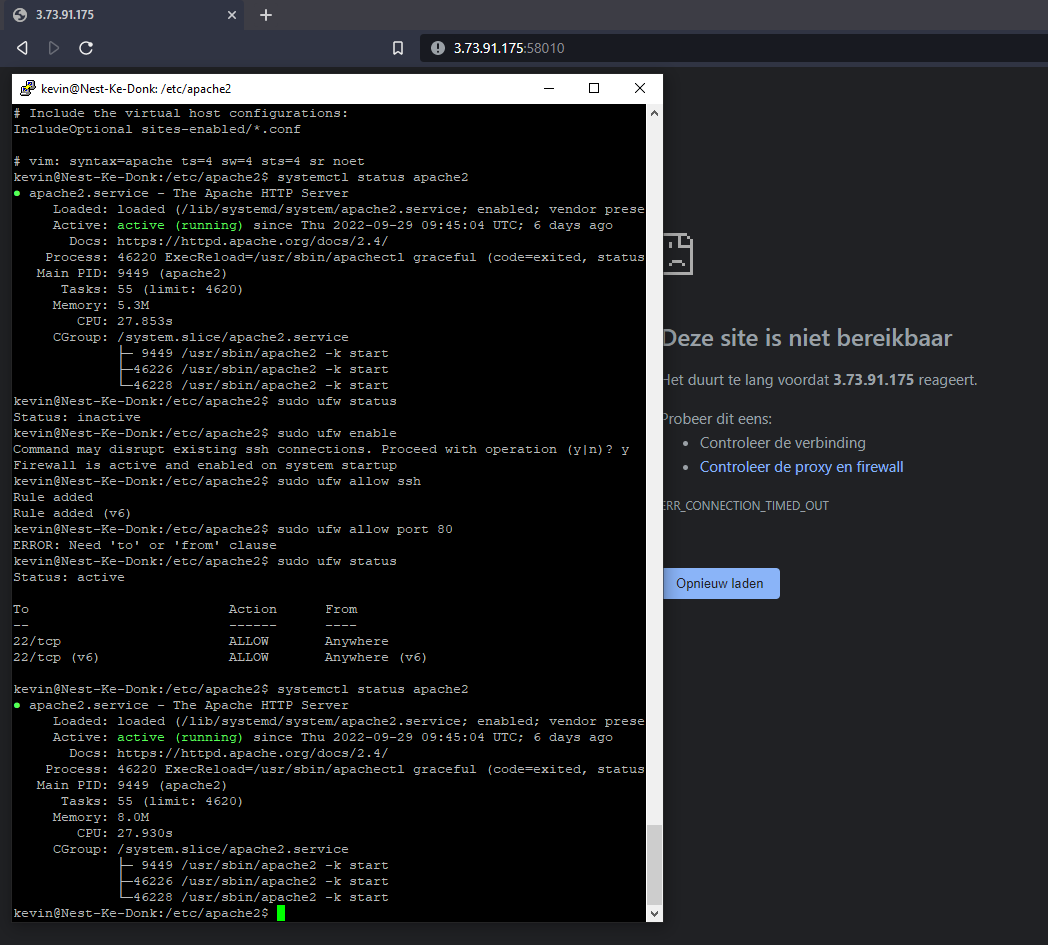 3.73.91.175
3.73.91.175:58010
kevin@Nest-Ke-Donk: /etc/apache2
# Include the virtual host configurations:
IncludeOptional sites-enabled/*.conf
# vim: syntax=apache ts=4 sw=4 sts=4 sr noet
kevin@Nest-Ke-Donk:/etc/apache2$ systemctl status apache2
● apache2.service - The Apache HTTP Server
Loaded: loaded (/lib/systemd/system/apache2.service; enabled; vendor prese
Active: active (running) since Thu 2022-09-29 09:45:04 UTC; 6 days ago
Docs: https://httpd.apache.org/docs/2.4/
Process: 46220 ExecReload=/usr/sbin/apachectl graceful (code=exited, status
Main PID: 9449 (apache2)
Tasks: 55 (limit: 4620)
Memory: 5.3M
CPU: 27.853s
CGroup: /system.slice/apache2.service
├─ 9449 /usr/sbin/apache2 -k start
├─46226 /usr/sbin/apache2 -k start
└─46228 /usr/sbin/apache2 -k start
kevin@Nest-Ke-Donk:/etc/apache2$ sudo ufw status
Status: inactive
kevin@Nest-Ke-Donk:/etc/apache2$ sudo ufw enable
Command may disrupt existing ssh connections. Proceed with operation (y|n)? y
Firewall is active and enabled on system startup
kevin@Nest-Ke-Donk:/etc/apache2$ sudo ufw allow ssh
Rule added
Rule added (v6)
kevin@Nest-Ke-Donk:/etc/apache2$ sudo ufw allow port 80
ERROR: Need 'to' or 'from' clause
kevin@Nest-Ke-Donk:/etc/apache2$ sudo ufw status
Status: active
To Action From
-- ------ ----
22/tcp ALLOW Anywhere
22/tcp (v6) ALLOW Anywhere (v6)
kevin@Nest-Ke-Donk:/etc/apache2$ systemctl status apache2
● apache2.service - The Apache HTTP Server
Loaded: loaded (/lib/systemd/system/apache2.service; enabled; vendor prese
Active: active (running) since Thu 2022-09-29 09:45:04 UTC; 6 days ago
Docs: https://httpd.apache.org/docs/2.4/
Process: 46220 ExecReload=/usr/sbin/apachectl graceful (code=exited, status
Main PID: 9449 (apache2)
Tasks: 55 (limit: 4620)
Memory: 8.0M
CPU: 27.930s
CGroup: /system.slice/apache2.service
├─ 9449 /usr/sbin/apache2 -k start
├─46226 /usr/sbin/apache2 -k start
└─46228 /usr/sbin/apache2 -k start
kevin@Nest-Ke-Donk:/etc/apache2$
Deze site is niet bereikbaar
Het duurt te lang voordat 3.73.91.175 reageert.
Probeer dit eens:
• Controleer de verbinding
• Controleer de proxy en firewall
ERR_CONNECTION_TIMED_OUT
Opnieuw laden